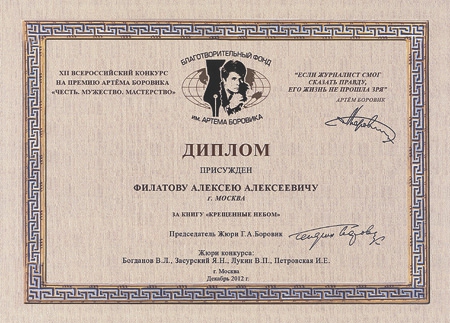 XII ВСЕРОССИЙСКИЙ КОНКУРС
НА ПРЕМИЮ АРТЁМА БОРОВИКА
«ЧЕСТЬ. МУЖЕСТВО. МАСТЕРСТВО»
БЛАГОТВОРИТЕЛЬНЫЙ ФОНД
им. АРТЕМА БОРОВИКА
"ЕСЛИ ЖУРНАЛИСТ СМОГ
СКАЗАТЬ ПРАВДУ,
ЕГО ЖИЗНЬ НЕ ПРОШЛА ЗРЯ"
АРТЁМ БОРОВИК
ДИПЛОМ
ПРИСУЖДЕН
ФИЛАТОВУ АЛЕКСЕЮ АЛЕКСЕЕВИЧУ
г. МОСКВА
ЗА КНИГУ «КРЕЩЕННЫЕ НЕБОМ»
Председатель Жюри Г.А.Боровик
Жюри конкурса:
Богданов В.Л., Засурский Я.Н., Лукин В.П., Петровская И.Е.
г. Москва
Декабрь 2012 г.